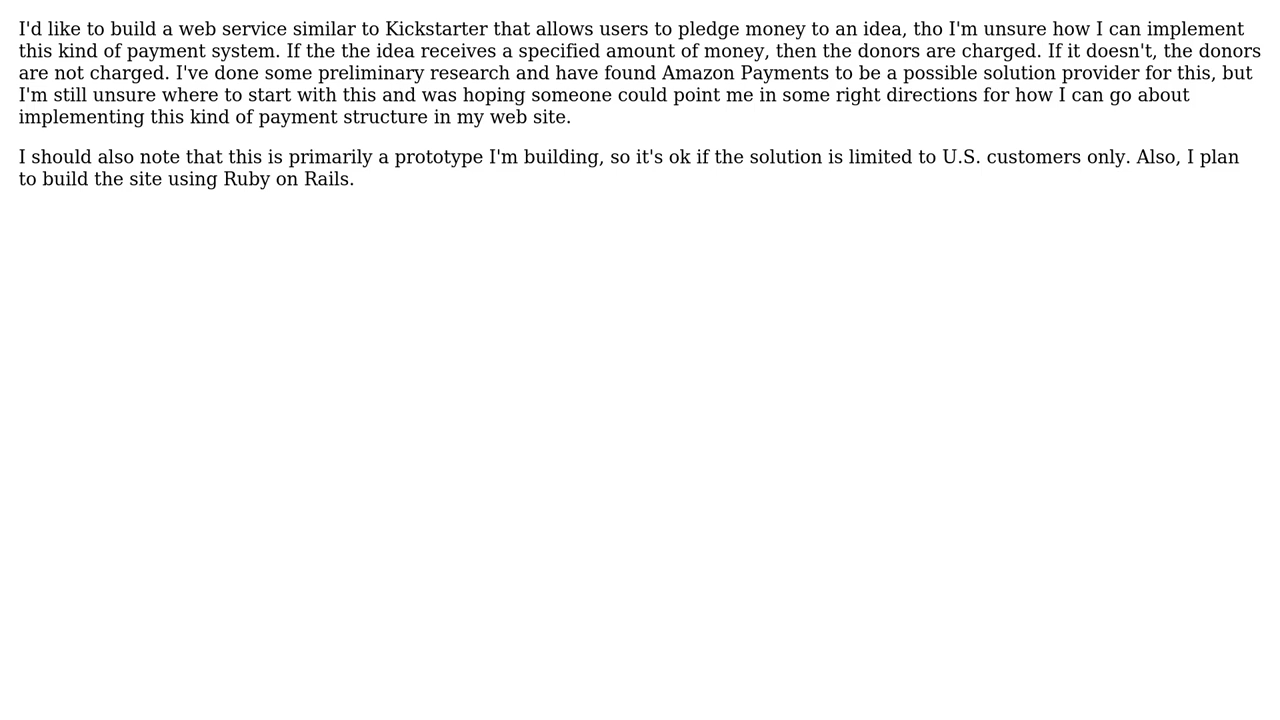 I'd like to build a web service similar to Kickstarter that allows users to pledge money to an idea, tho I'm unsure how I can implement
this kind of payment system. If the the idea receives a specified amount of money, then the donors are charged. If it doesn't, the donors
are not charged. I've done some preliminary research and have found Amazon Payments to be a possible solution provider for this, but
I'm still unsure where to start with this and was hoping someone could point me in some right directions for how I can go about
implementing this kind of payment structure in my web site.
I should also note that this is primarily a prototype I'm building, so it's ok if the solution is limited to U.S. customers only. Also, I plan
to build the site using Ruby on Rails.